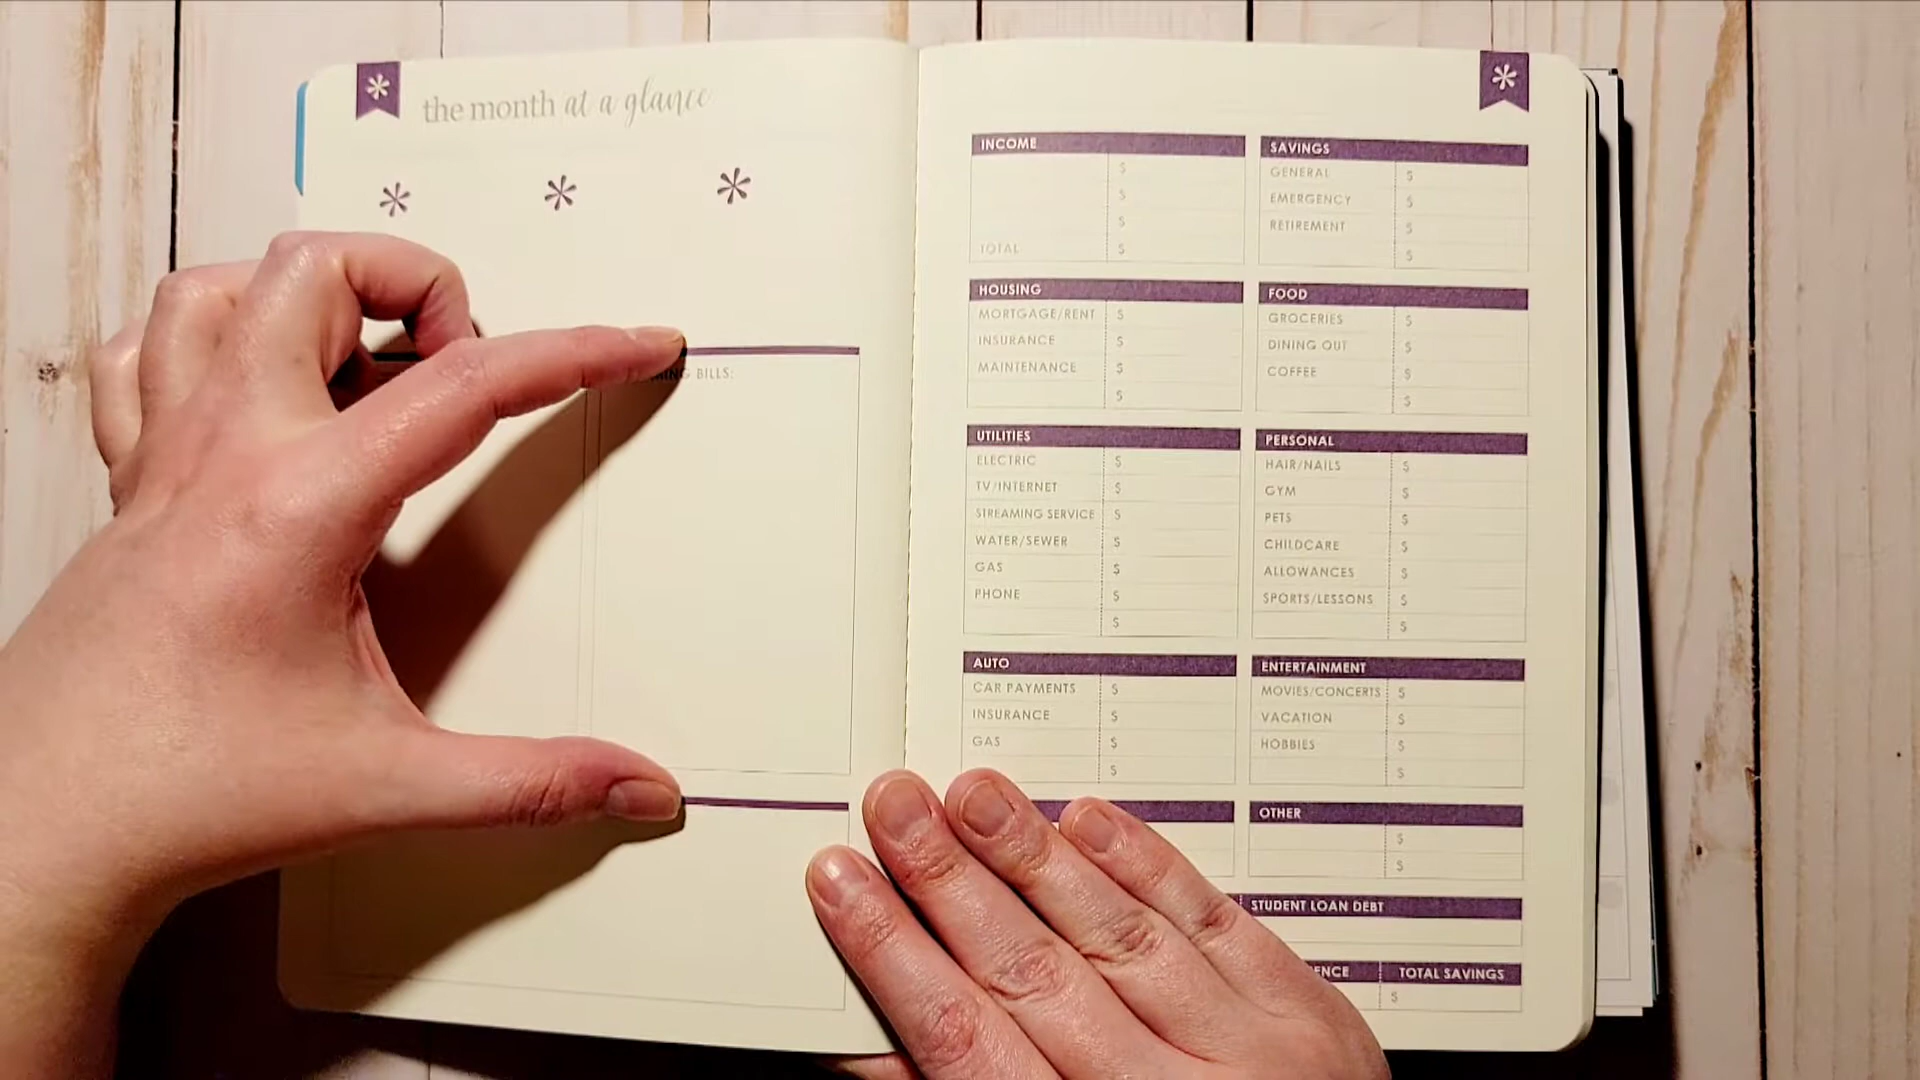 the month at a glance
BILLS:
INCOME
$
$
$
TOTAL $
SAVINGS
GENERAL $
EMERGENCY $
RETIREMENT $
$
HOUSING
MORTGAGE/RENT $
INSURANCE $
MAINTENANCE $
$
FOOD
GROCERIES $
DINING OUT $
COFFEE $
$
UTILITIES
ELECTRIC $
TV/INTERNET $
STREAMING SERVICE $
WATER/SEWER $
GAS $
PHONE $
$
PERSONAL
HAIR/NAILS $
GYM $
PETS $
CHILDCARE $
ALLOWANCES $
SPORTS/LESSONS $
$
AUTO
CAR PAYMENTS $
INSURANCE $
GAS $
$
ENTERTAINMENT
MOVIES/CONCERTS $
VACATION $
HOBBIES $
$
OTHER
$
$
STUDENT LOAN DEBT
TOTAL SAVINGS
$